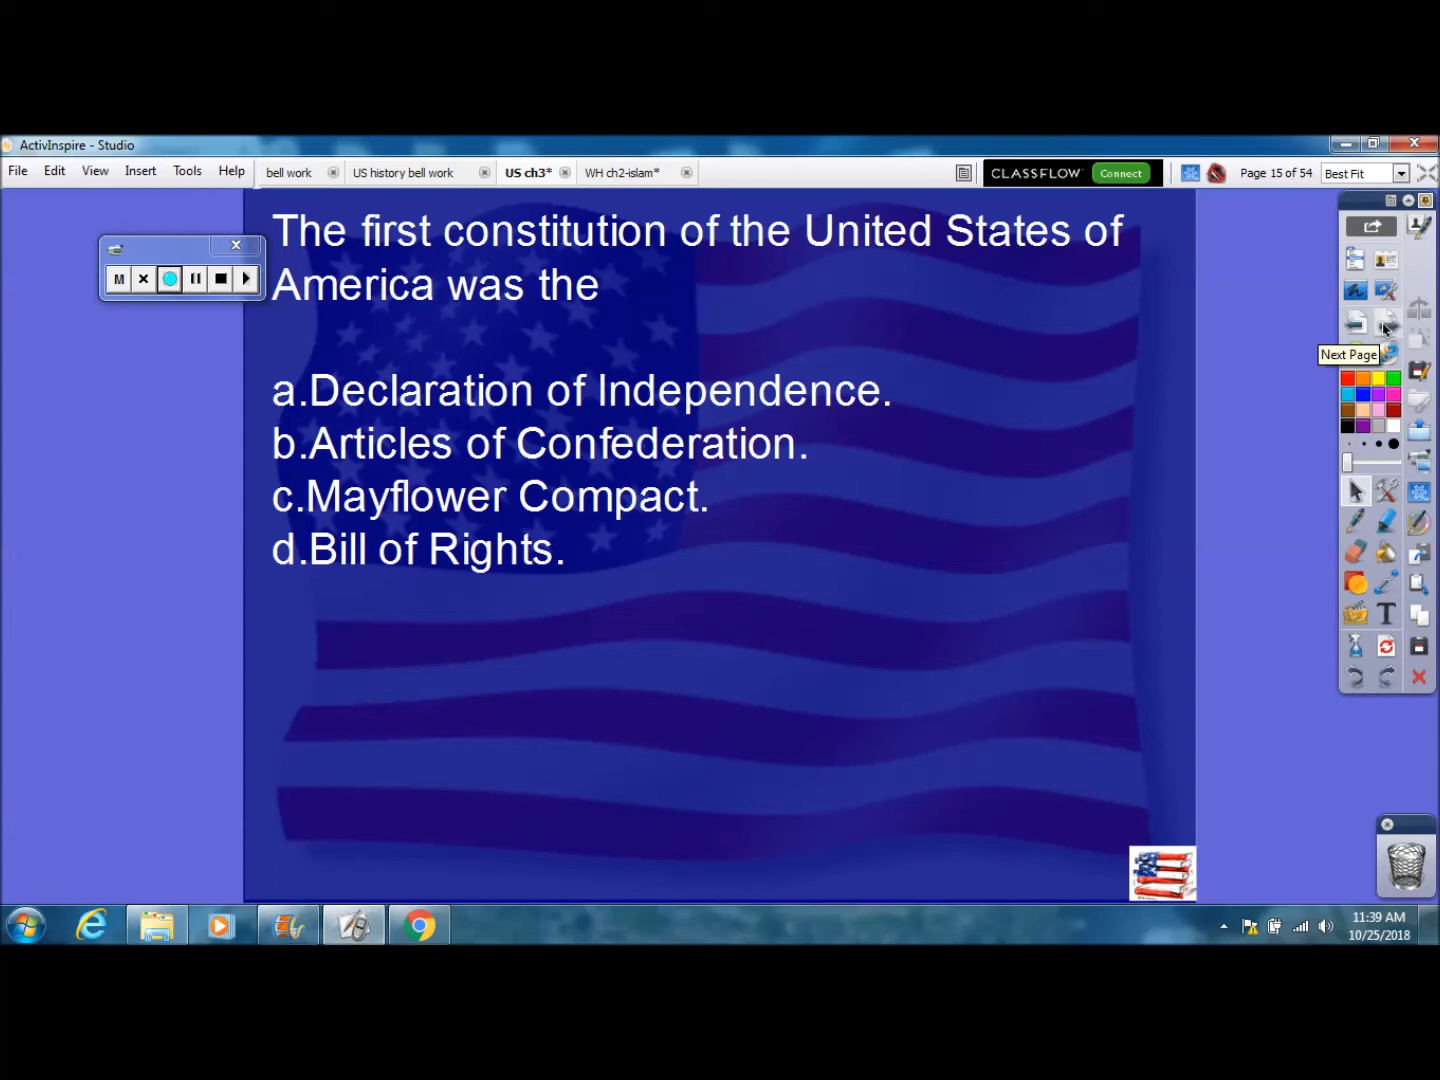 ActivInspire - Studio
File Edit View Insert Tools Help
bell work US history bell work US ch3* WH ch2-islam*
CLASSFLOW Connect
Page 15 of 54 Best Fit
The first constitution of the United States of
America was the
M
Next Page
a.Declaration of Independence.
b.Articles of Confederation.
c.Mayflower Compact.
d.Bill of Rights.
T
11:39 AM
10/25/2018